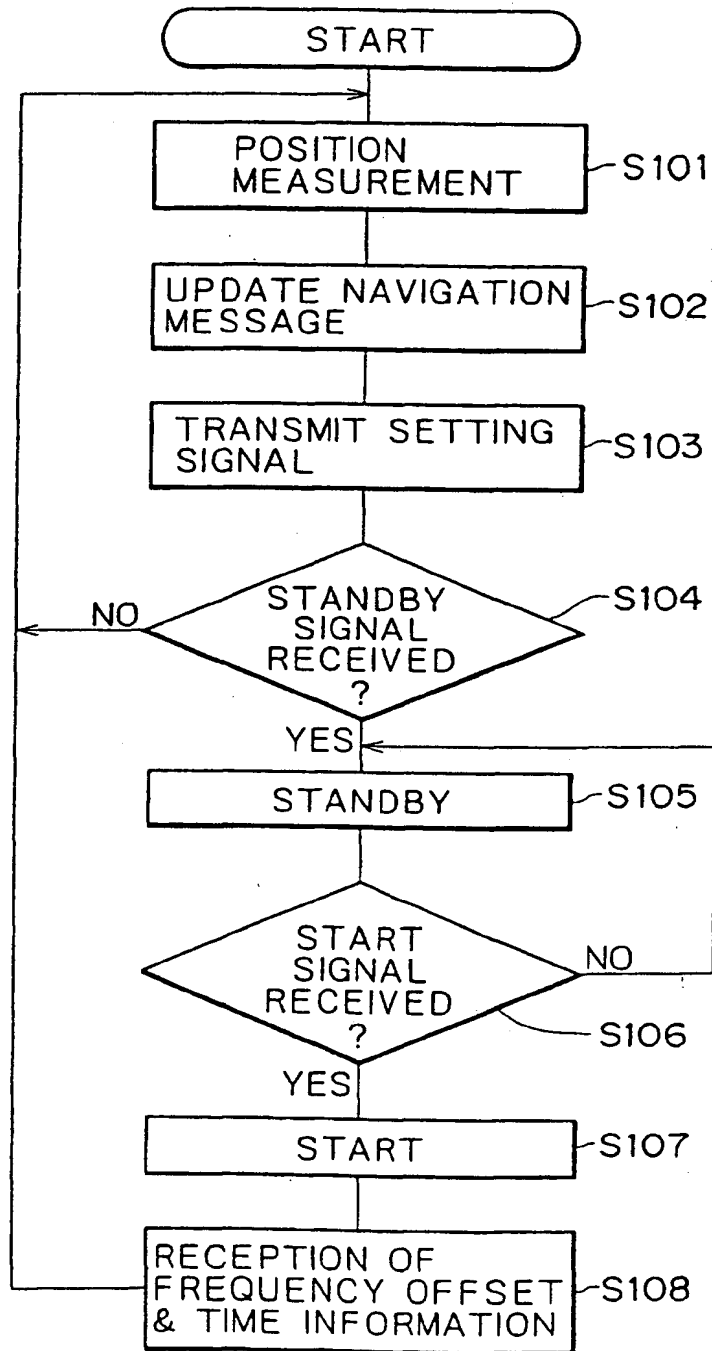 START
POSITION
MEASUREMENT
S101
UPDATE NAVIGATION
MESSAGE
S102
TRANSMIT SETTING
SIGNAL
S103
STANDBY
SIGNAL
RECEIVED
?
S104
NO
YES
STANDBY
S105
START
SIGNAL
RECEIVED
?
NO
S106
YES
START
S107
RECEPTION OF
FREQUENCY OFFSET
& TIME INFORMATION
S108